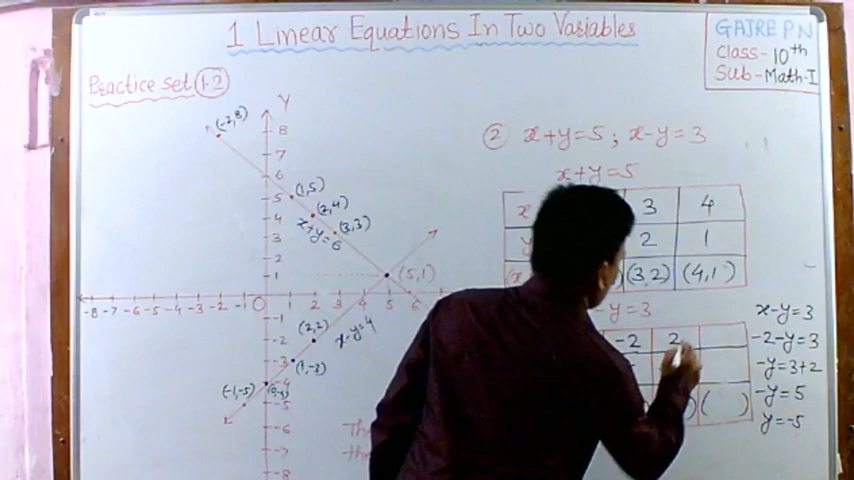 1 Linear Equations In Two Variables
GAIRE PN
Class- 10th
Sub-Math-I
Practice Set 1.2
② x+y=5 ; x-y=3
x+y=5
x 3 4
y 2 1
(3,2) (4,1)
-y=3
-2 2
) ( )
x-y=3
-2-y=3
-y=3+2
-y=5
y=-5
Y
8
7
6
5
4
3
2
1
-8 -7 -6 -5 -4 -3 -2 -1 O 1 2 3 4 5 6
-1
-2
-3
-4
-5
-6
-7
-8
(-2,8)
(1,5)
(2,4)
(3,3)
x+y=6
(5,1)
(2,2)
x-y=4
(1,-3)
(-1,-5)